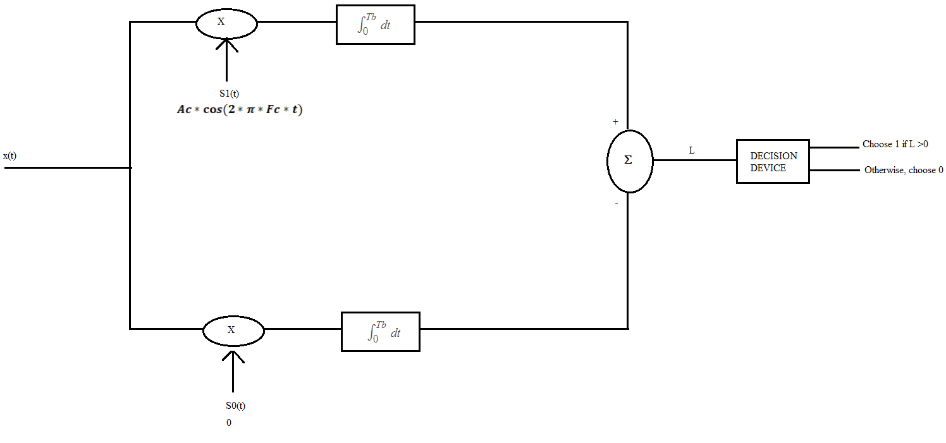 X
∫₀ᵀᵇ dt
S1(t)
Ac * cos(2 * π * Fc * t)
x(t)
+
Σ
-
L
DECISION
DEVICE
Choose 1 if L >0
Otherwise, choose 0
X
∫₀ᵀᵇ dt
S0(t)
0